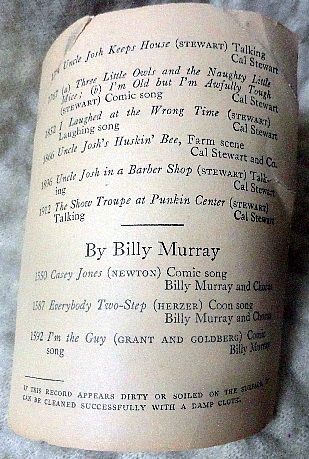 Uncle Josh Keeps House (STEWART) Talking
Cal Stewart
(a) Three Little Owls and the Naughty Little
Mice; (b) I'm Old but I'm Awfully Tough
(STEWART) Comic song Cal Stewart
I Laughed at the Wrong Time (STEWART)
Laughing song Cal Stewart
1866 Uncle Josh's Huskin' Bee, Farm scene
Cal Stewart and Co.
1896 Uncle Josh in a Barber Shop (STEWART) Talk-
ing Cal Stewart
1912 The Show Troupe at Punkin Center (STEWART)
Talking Cal Stewart
By Billy Murray
1550 Casey Jones (NEWTON) Comic song
Billy Murray and Chorus
1567 Everybody Two-Step (HERZER) Coon song
Billy Murray and Chorus
1592 I'm the Guy (GRANT AND GOLDBERG) Comic
song Billy Murray
IF THIS RECORD APPEARS DIRTY OR SOILED ON THE SURFACE IT
CAN BE CLEANED SUCCESSFULLY WITH A DAMP CLOTH.